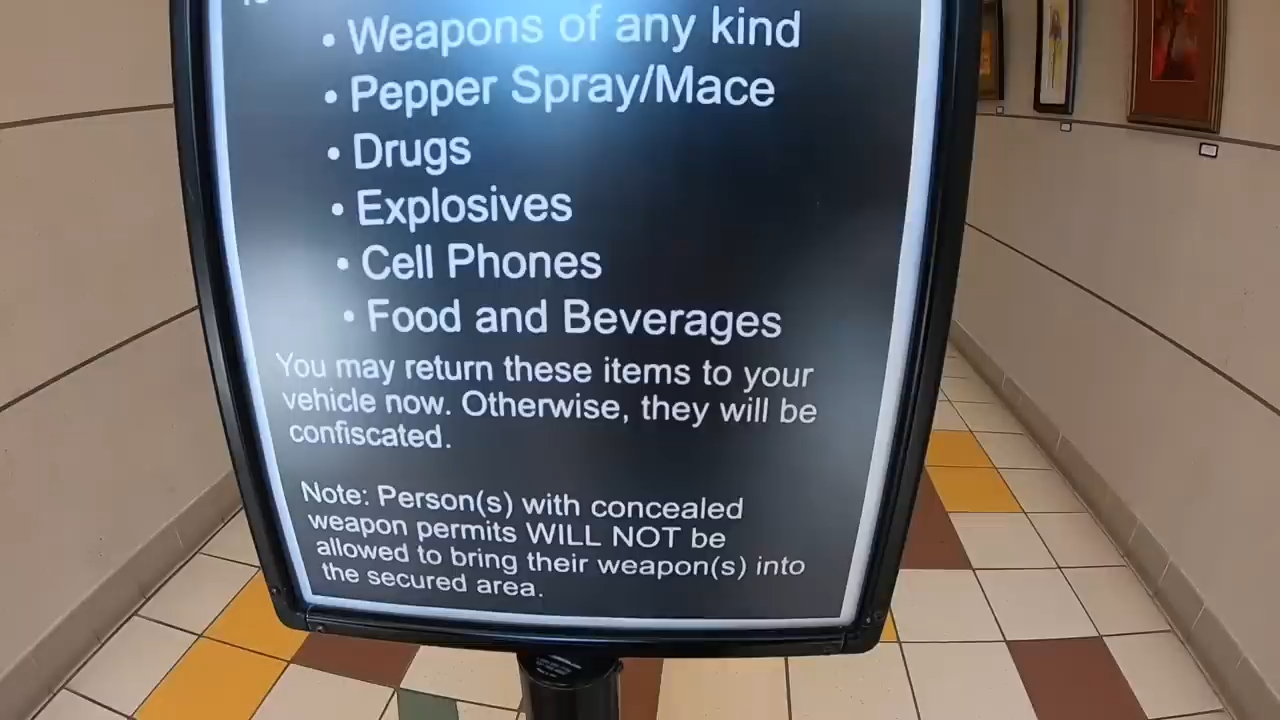 • Weapons of any kind
• Pepper Spray/Mace
• Drugs
• Explosives
• Cell Phones
• Food and Beverages
You may return these items to your
vehicle now. Otherwise, they will be
confiscated.
Note: Person(s) with concealed
weapon permits WILL NOT be
allowed to bring their weapon(s) into
the secured area.